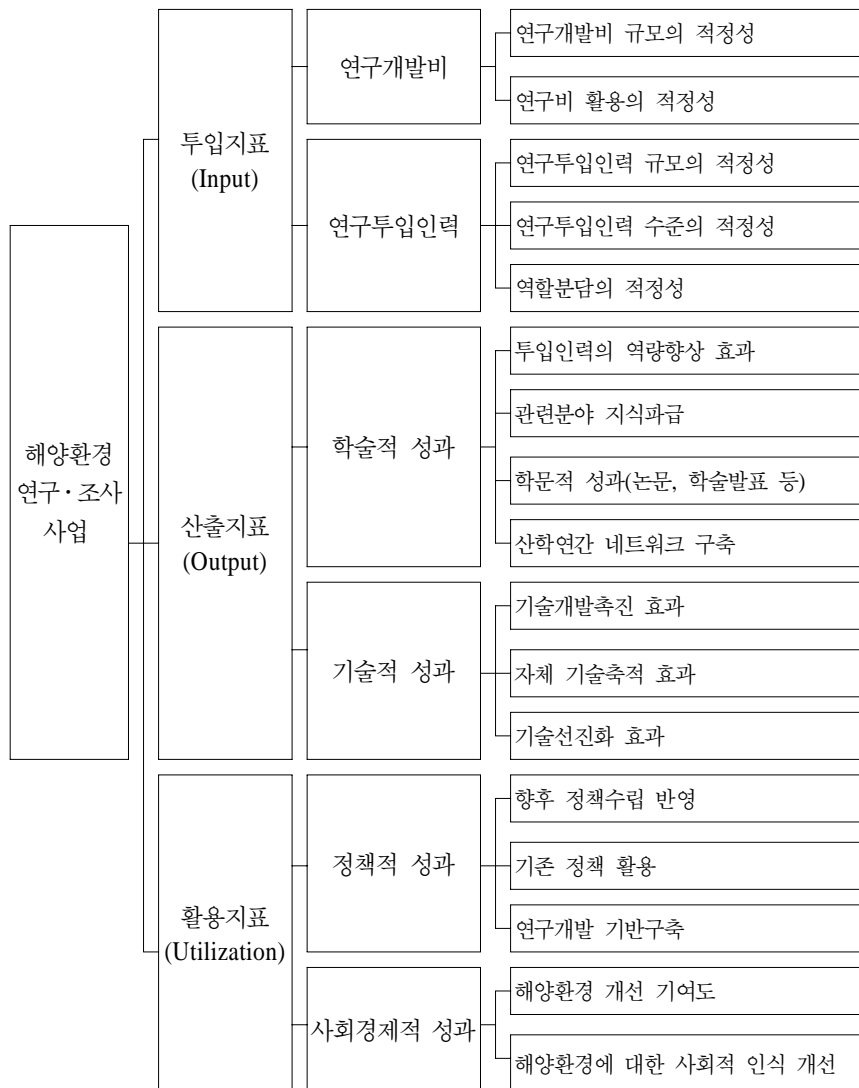 해양환경
연구·조사
사업
투입지표
(Input)
연구개발비
연구개발비 규모의 적정성
연구비 활용의 적정성
연구투입인력
연구투입인력 규모의 적정성
연구투입인력 수준의 적정성
역할분담의 적정성
산출지표
(Output)
학술적 성과
투입인력의 역량향상 효과
관련분야 지식파급
학문적 성과(논문, 학술발표 등)
산학연간 네트워크 구축
기술적 성과
기술개발촉진 효과
자체 기술축적 효과
기술선진화 효과
활용지표
(Utilization)
정책적 성과
향후 정책수립 반영
기존 정책 활용
연구개발 기반구축
사회경제적 성과
해양환경 개선 기여도
해양환경에 대한 사회적 인식 개선